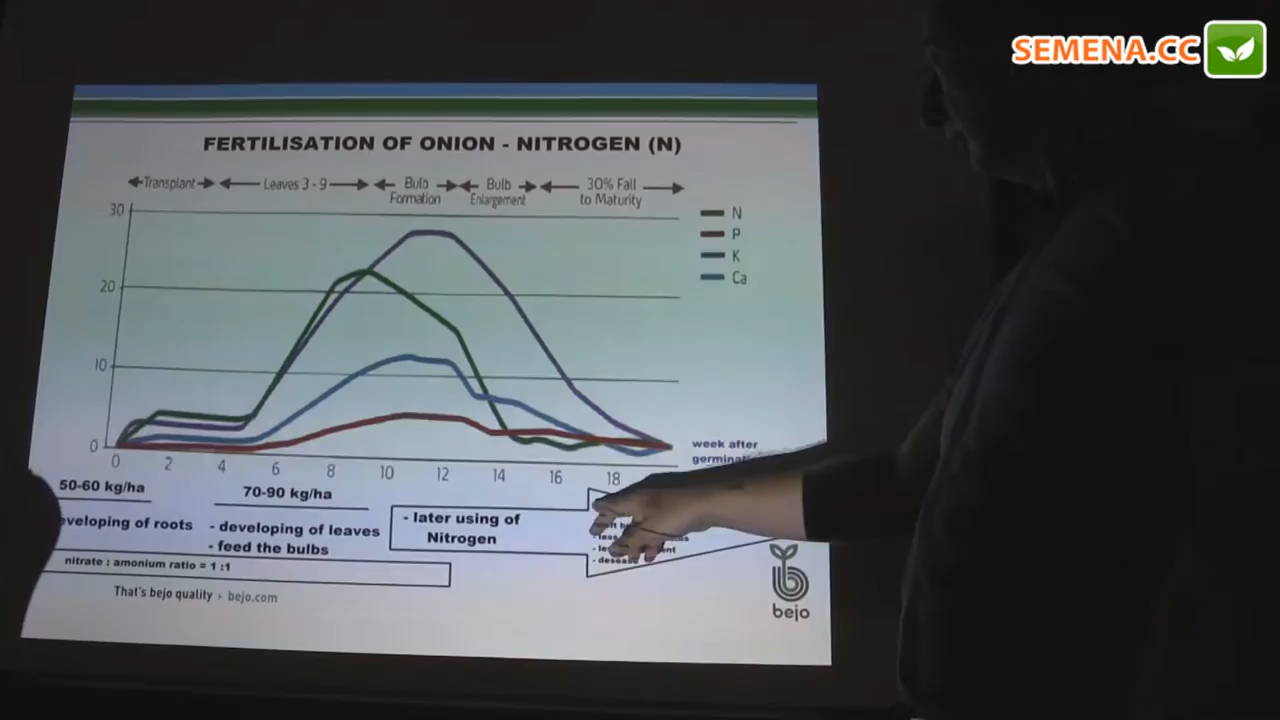 SEMENA.CC
FERTILISATION OF ONION - NITROGEN (N)
Transplant Leaves 3 - 9 Bulb Formation Bulb Enlargement 30% Fall to Maturity
30
20
10
0
N
P
K
Ca
0 2 4 6 8 10 12 14 16 18
week after
50-60 kg/ha
70-90 kg/ha
of roots
- developing of leaves
- feed the bulbs
- later using of
Nitrogen
nitrate : amonium ratio = 1 :1
That's bejo quality › bejo.com
bejo